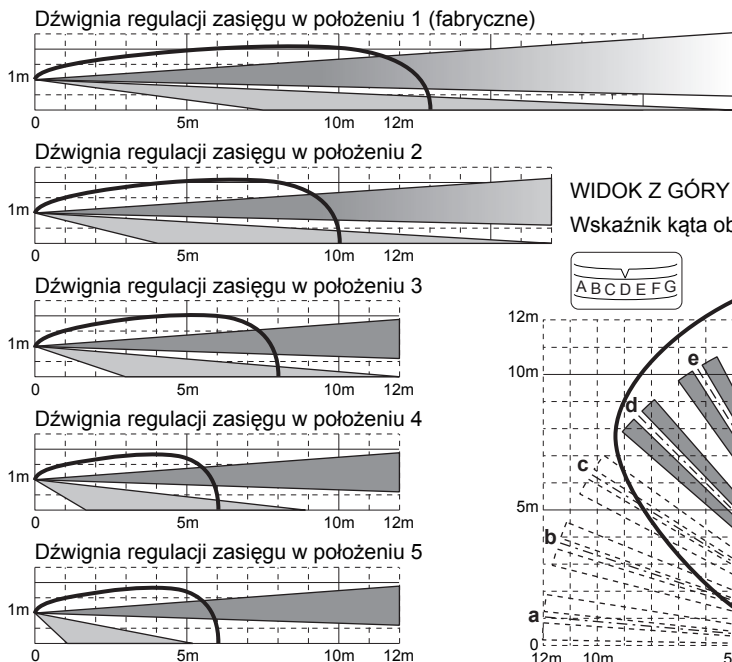 Dźwignia regulacji zasięgu w położeniu 1 (fabryczne)
1m
0 5m 10m 12m
Dźwignia regulacji zasięgu w położeniu 2
1m
0 5m 10m
Dźwignia regulacji zasięgu w położeniu 3
1m
0 5m 10m 12m
Dźwignia regulacji zasięgu w położeniu 4
1m
0 5m 10m 12m
Dźwignia regulacji zasięgu w położeniu 5
1m
0 5m 10m 12m
WIDOK Z GÓRY
Wskaźnik kąta ob
A B C D E F G
12m
10m
5m
0
e
d
c
b
a
12m 10m 5